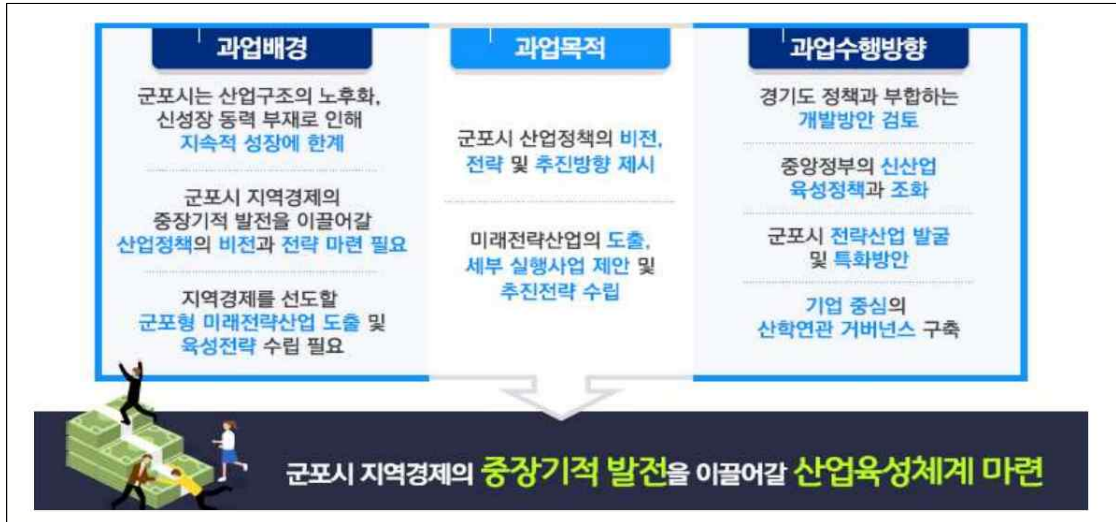 과업배경
군포시는 산업구조의 노후화,
신성장 동력 부재로 인해
지속적 성장에 한계
군포시 지역경제의
중장기적 발전을 이끌어갈
산업정책의 비전과 전략 마련 필요
지역경제를 선도할
군포형 미래전략산업 도출 및
육성전략 수립 필요
과업목적
군포시 산업정책의 비전,
전략 및 추진방향 제시
미래전략산업의 도출,
세부 실행사업 제안 및
추진전략 수립
과업수행방향
경기도 정책과 부합하는
개발방안 검토
중앙정부의 신산업
육성정책과 조화
군포시 전략산업 발굴
및 특화방안
기업 중심의
산학연관 거버넌스 구축
군포시 지역경제의 중장기적 발전을 이끌어갈 산업육성체계 마련